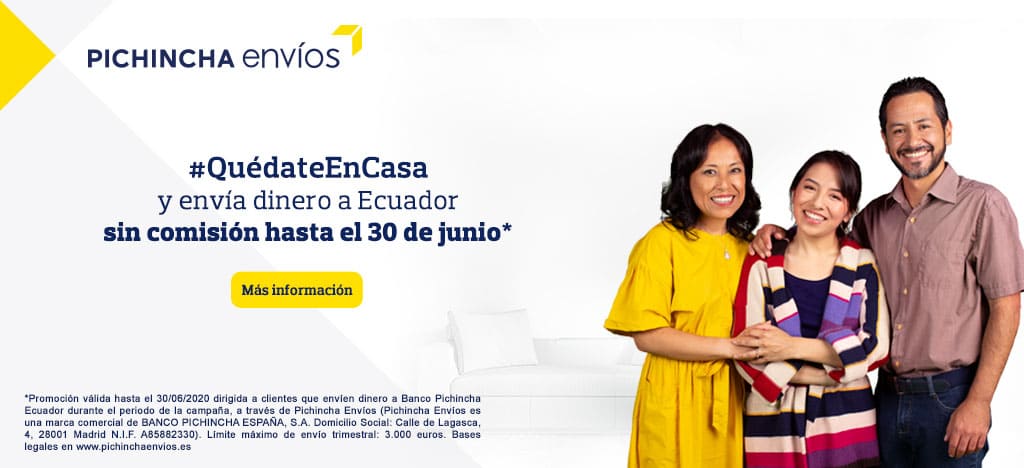 PICHINCHA envíos
#QuédateEnCasa
y envía dinero a Ecuador
sin comisión hasta el 30 de junio*
Más información
*Promoción válida hasta el 30/06/2020 dirigida a clientes que envíen dinero a Banco Pichincha
Ecuador durante el periodo de la campaña, a través de Pichincha Envíos (Pichincha Envíos es
una marca comercial de BANCO PICHINCHA ESPAÑA, S.A. Domicilio Social: Calle de Lagasca,
4, 28001 Madrid N.I.F. A85882330). Límite máximo de envío trimestral: 3.000 euros. Bases
legales en www.pichinchaenvios.es